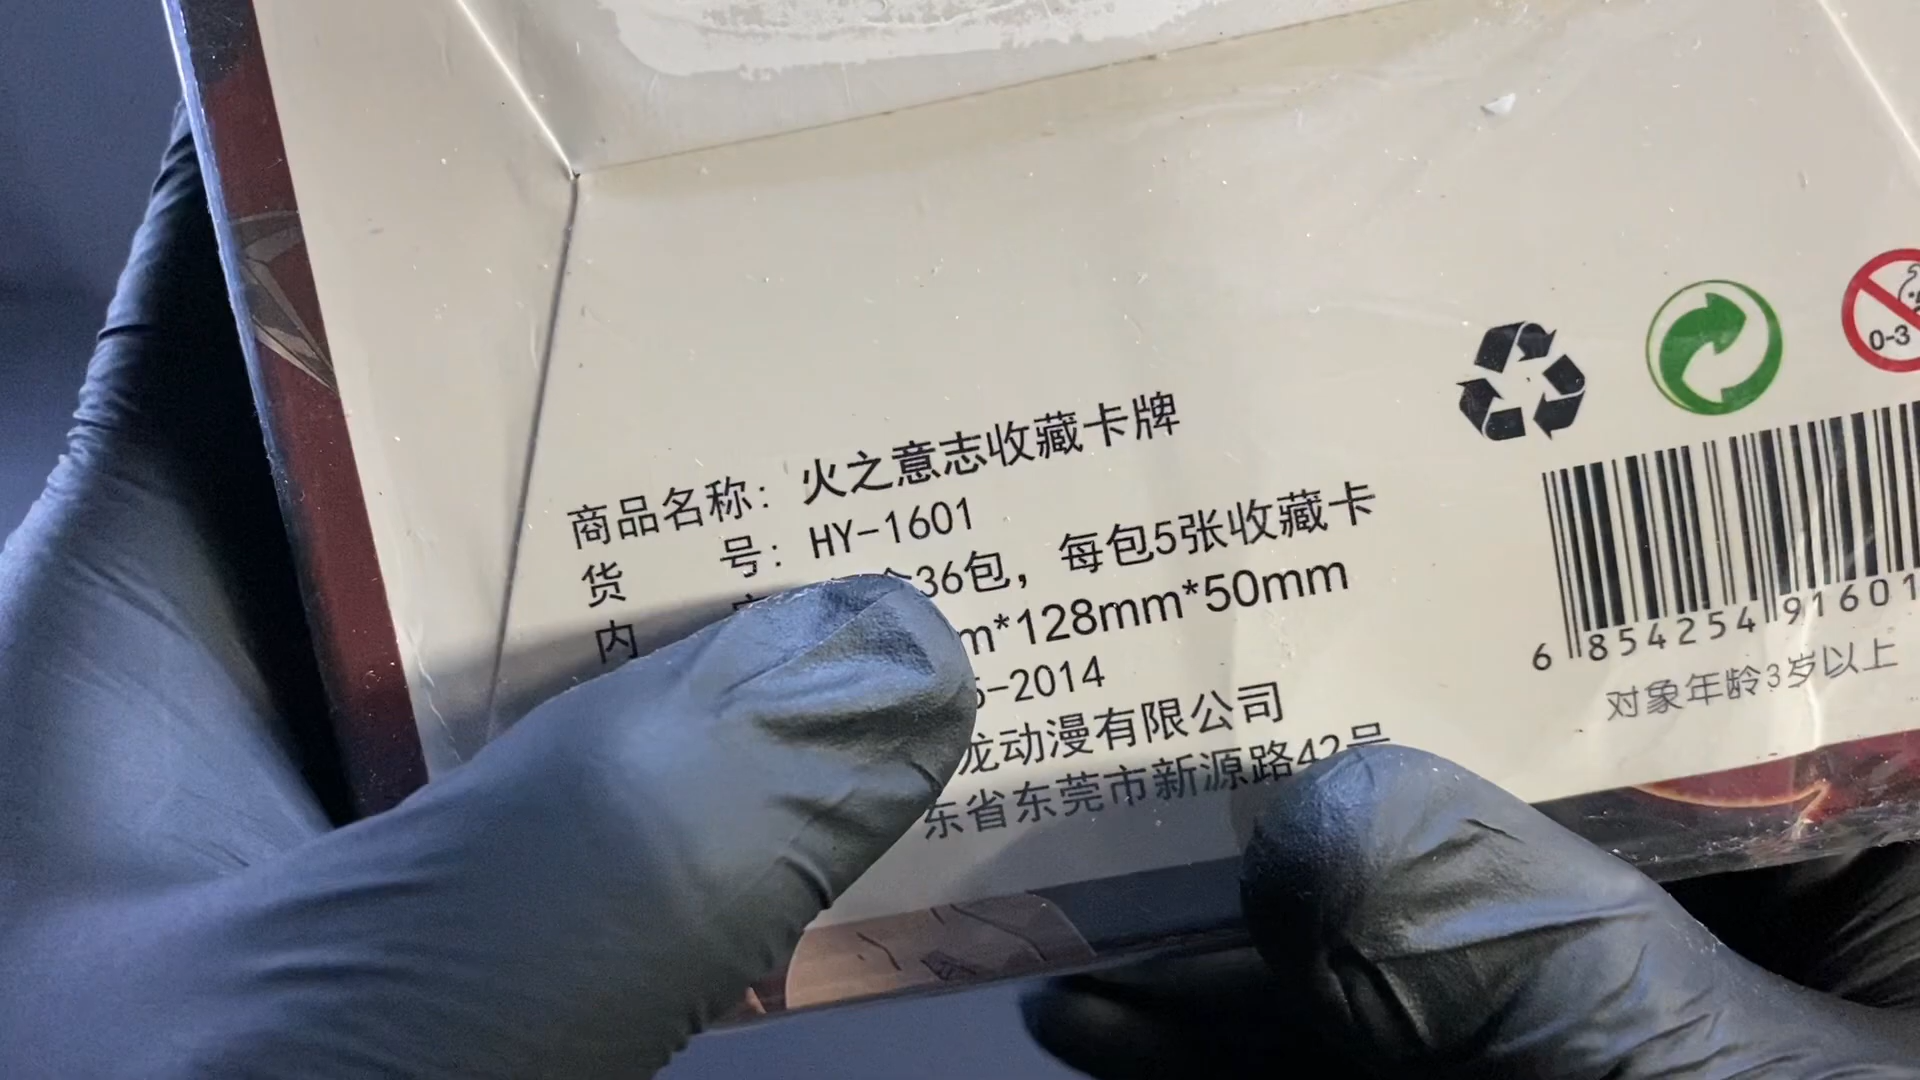 商品名称：火之意志收藏卡牌
货 号：HY-1601
内 36包，每包5张收藏卡
m*128mm*50mm
-2014
龙动漫有限公司
东省东莞市新源路42号
0-3
6 854254 91601
对象年龄3岁以上